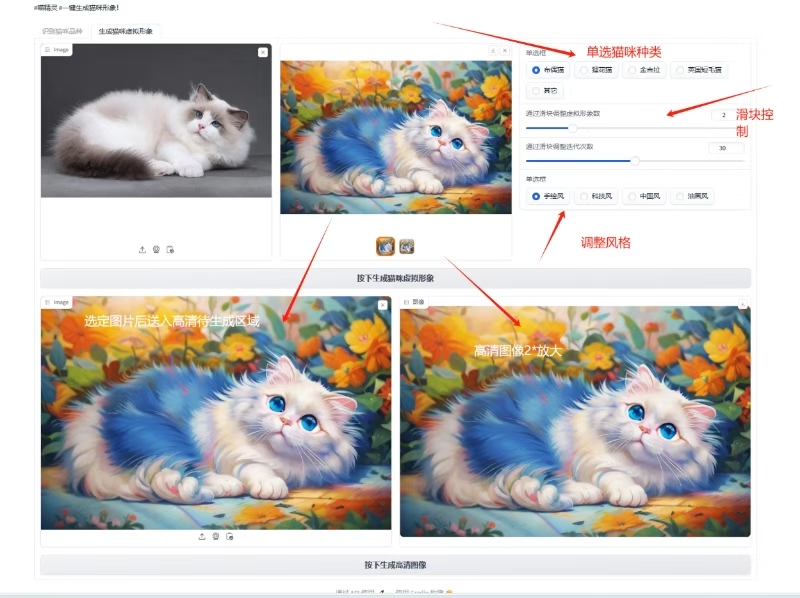 #喵精灵 #一键生成猫咪形象!
识别猫咪品种
生成猫咪虚拟形象
Image
单选框
单选猫咪种类
布偶猫
狸花猫
金吉拉
英国短毛猫
其它
通过滑块调整虚拟形象数
2
滑块控制
通过滑块调整迭代次数
30
单选框
手绘风
科技风
中国风
油画风
调整风格
按下生成猫咪虚拟形象
Image
选定图片后送入高清待生成区域
图像
高清图像2*放大
按下生成高清图像